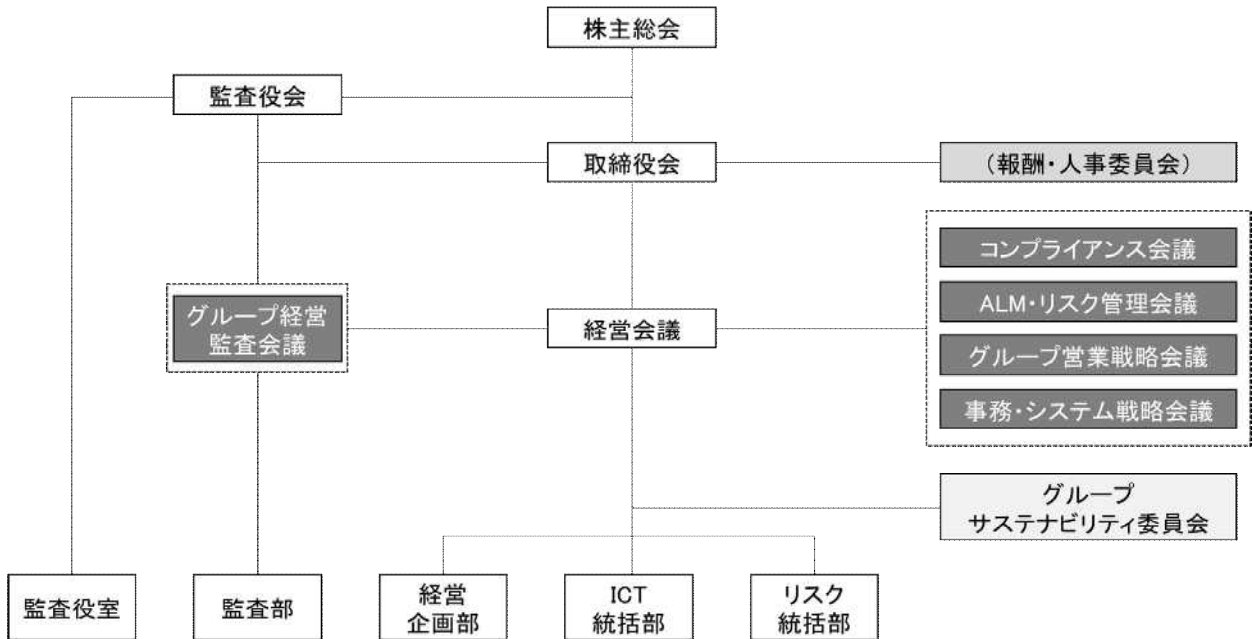 株主総会
監査役会
取締役会
（報酬・人事委員会）
コンプライアンス会議
ALM・リスク管理会議
グループ営業戦略会議
事務・システム戦略会議
グループ経営
監査会議
経営会議
グループ
サステナビリティ委員会
監査役室
監査部
経営
企画部
ICT
統括部
リスク
統括部